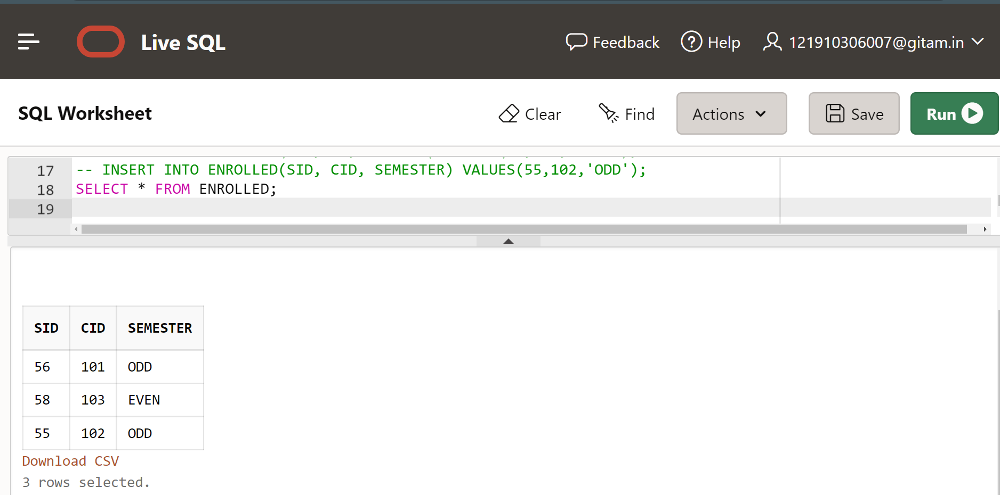 Live SQL
Feedback
Help
121910306007@gitam.in
SQL Worksheet
Clear
Find
Actions
Save
Run
17 -- INSERT INTO ENROLLED(SID, CID, SEMESTER) VALUES(55,102,'ODD');
18 SELECT * FROM ENROLLED;
19
SID CID SEMESTER
56 101 ODD
58 103 EVEN
55 102 ODD
Download CSV
3 rows selected.